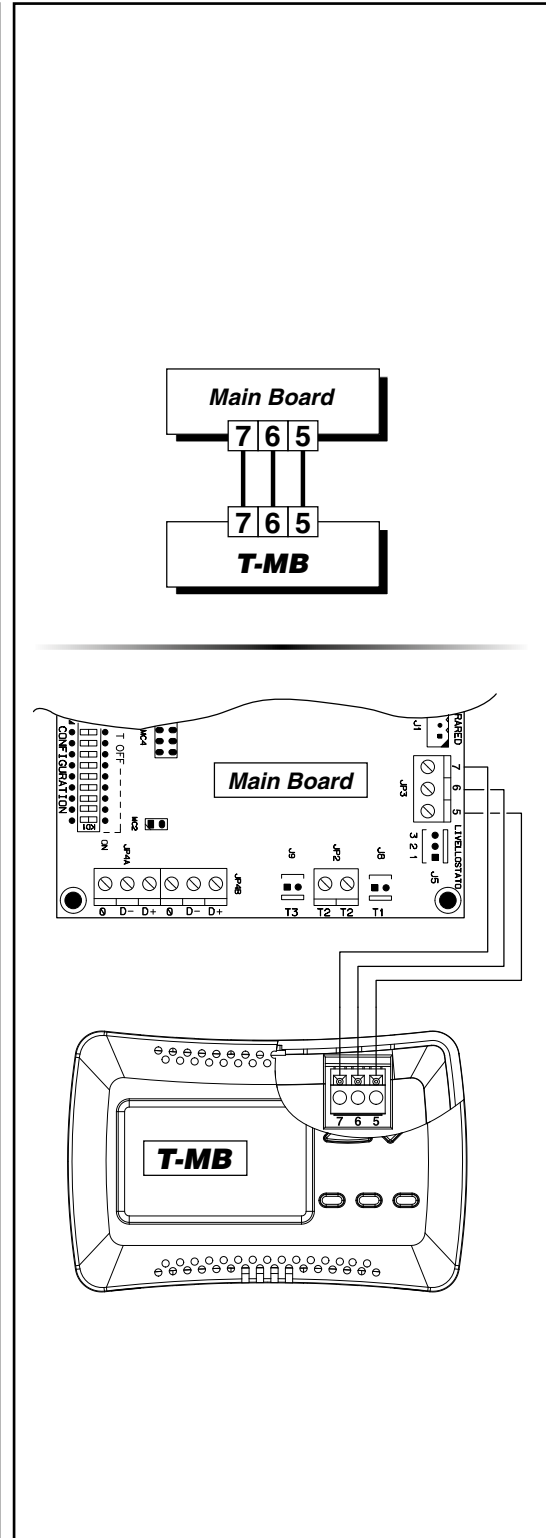 Main Board
7 6 5
7 6 5
T-MB
CONFIGURATION
T OFF
ON
K01
MC4
MC2
Main Board
J1
7
6
5
JP3
LIVELLOSTATO
3 2 1
J5
JP4A
JP4B
J9
JP2
J8
0 D- D+ 0 D- D+
T3
T2 T2
T1
7 6 5
T-MB